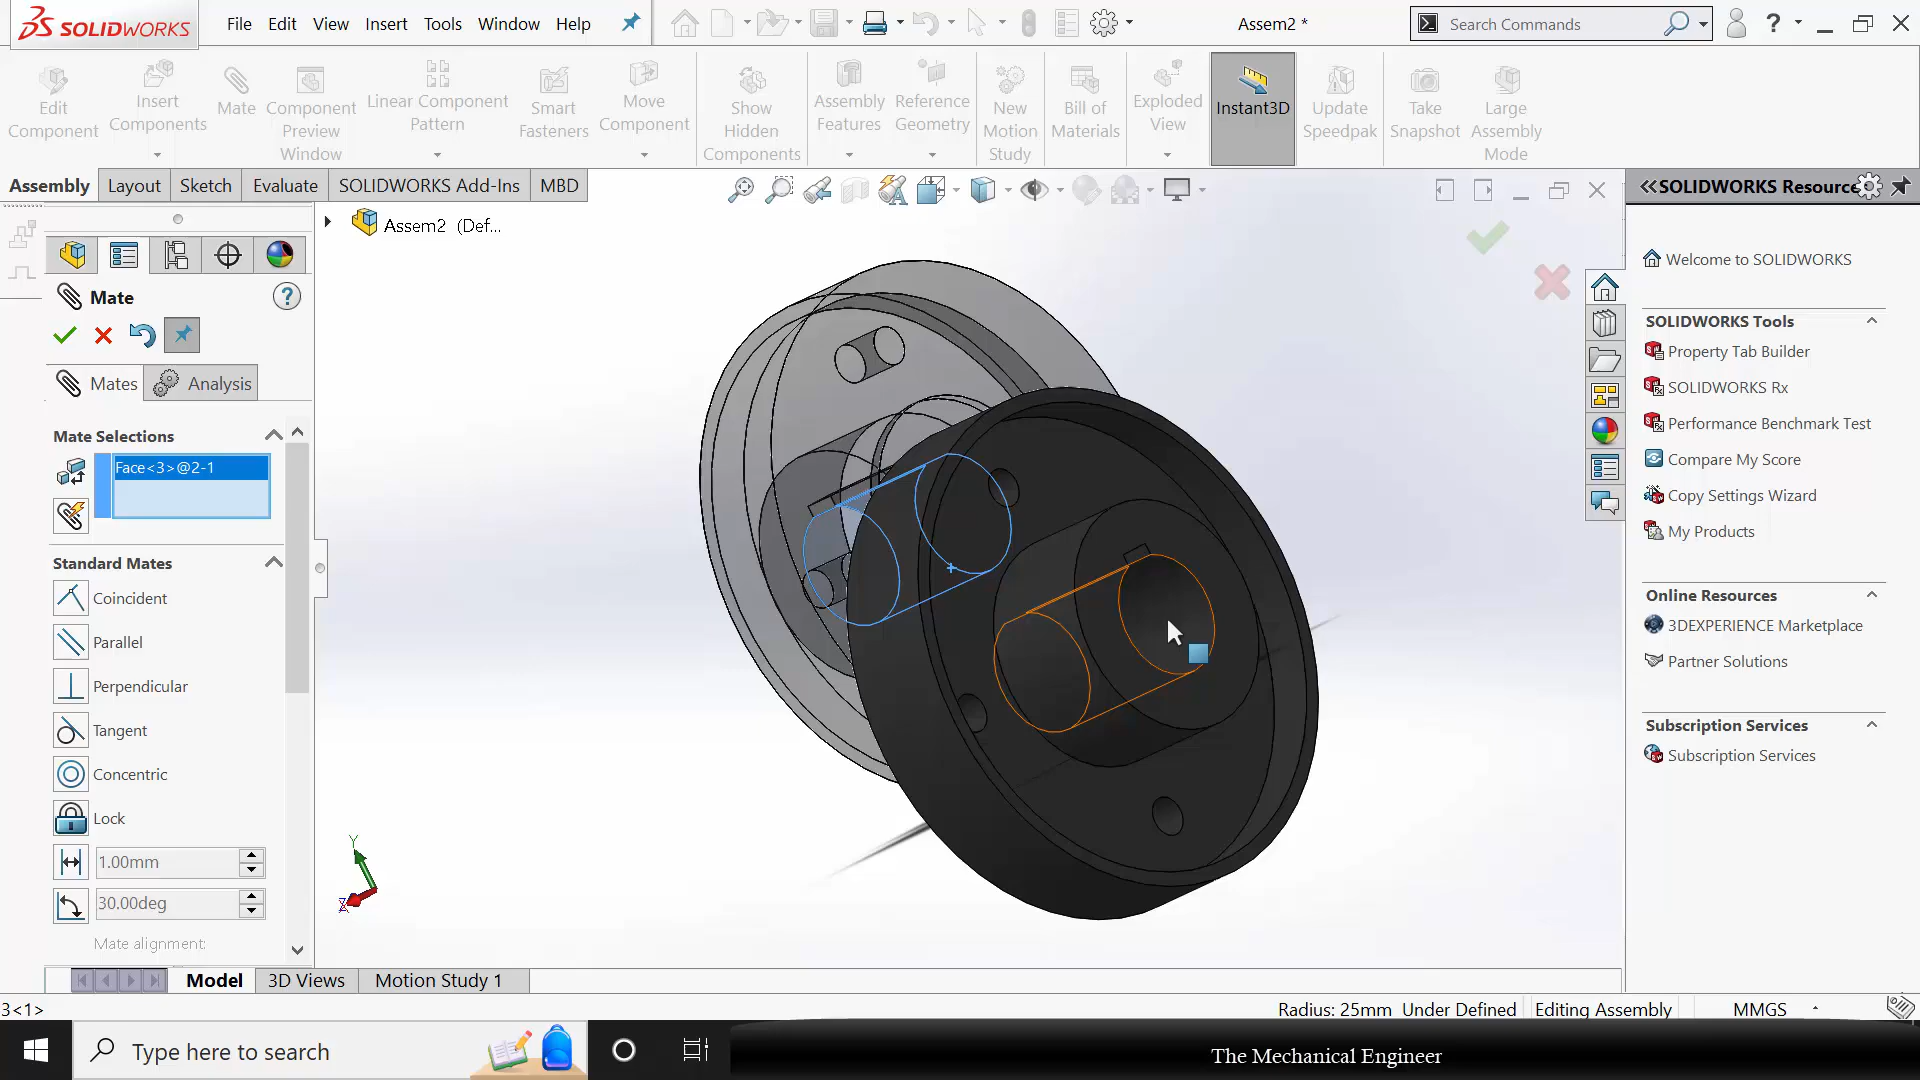 SOLIDWORKS File Edit View Insert Tools Window Help Assem2 * Search Commands ?
Edit Component
Insert Components
Mate
Component Preview Window
Linear Component Pattern
Smart Fasteners
Move Component
Show Hidden Components
Assembly Features
Reference Geometry
New Motion Study
Bill of Materials
Exploded View
Instant3D
Update Speedpak
Take Snapshot
Large Assembly Mode
Assembly Layout Sketch Evaluate SOLIDWORKS Add-Ins MBD
Assem2 (Def...
Mate ?
Mates Analysis
Mate Selections
Face<3>@2-1
Standard Mates
Coincident
Parallel
Perpendicular
Tangent
Concentric
Lock
1.00mm
30.00deg
Mate alignment:
Y
Z
SOLIDWORKS Resource
Welcome to SOLIDWORKS
SOLIDWORKS Tools
Property Tab Builder
SOLIDWORKS Rx
Performance Benchmark Test
Compare My Score
Copy Settings Wizard
My Products
Online Resources
3DEXPERIENCE Marketplace
Partner Solutions
Subscription Services
Subscription Services
Model 3D Views Motion Study 1
3<1> Radius: 25mm Under Defined Editing Assembly MMGS
Type here to search
The Mechanical Engineer